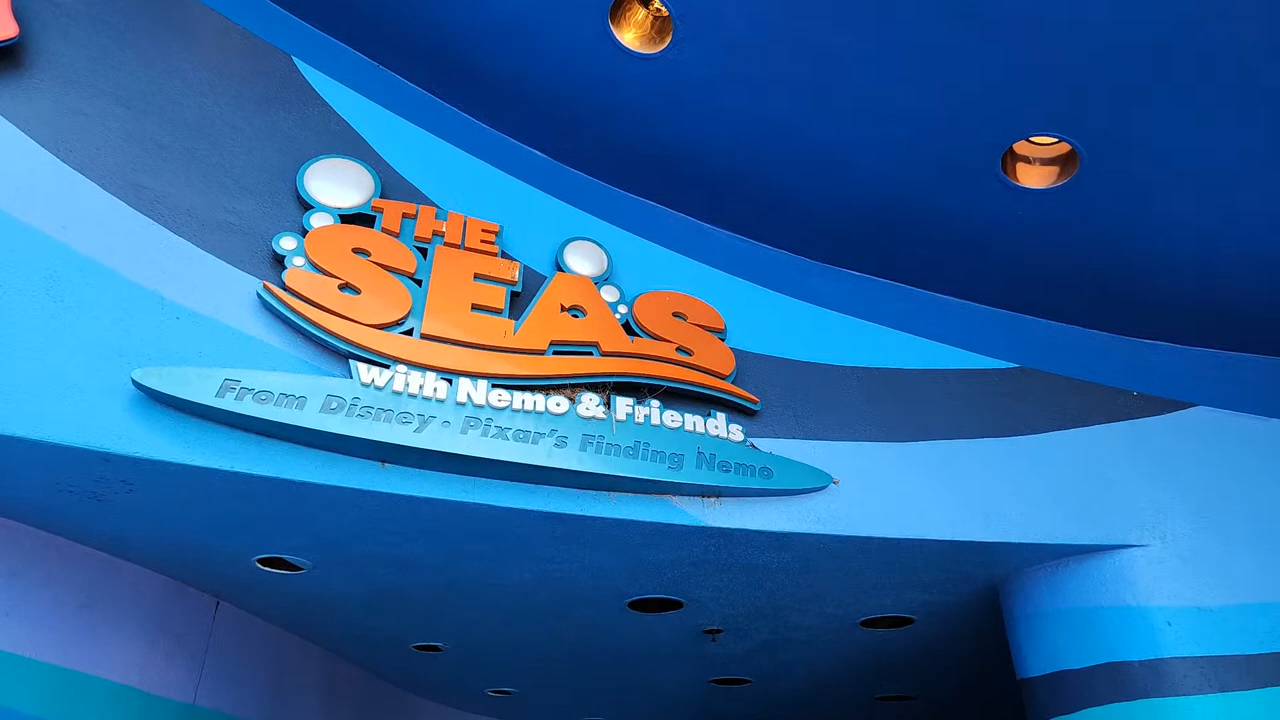 THE
SEAS
with Nemo & Friends
From Disney • Pixar's Finding Nemo